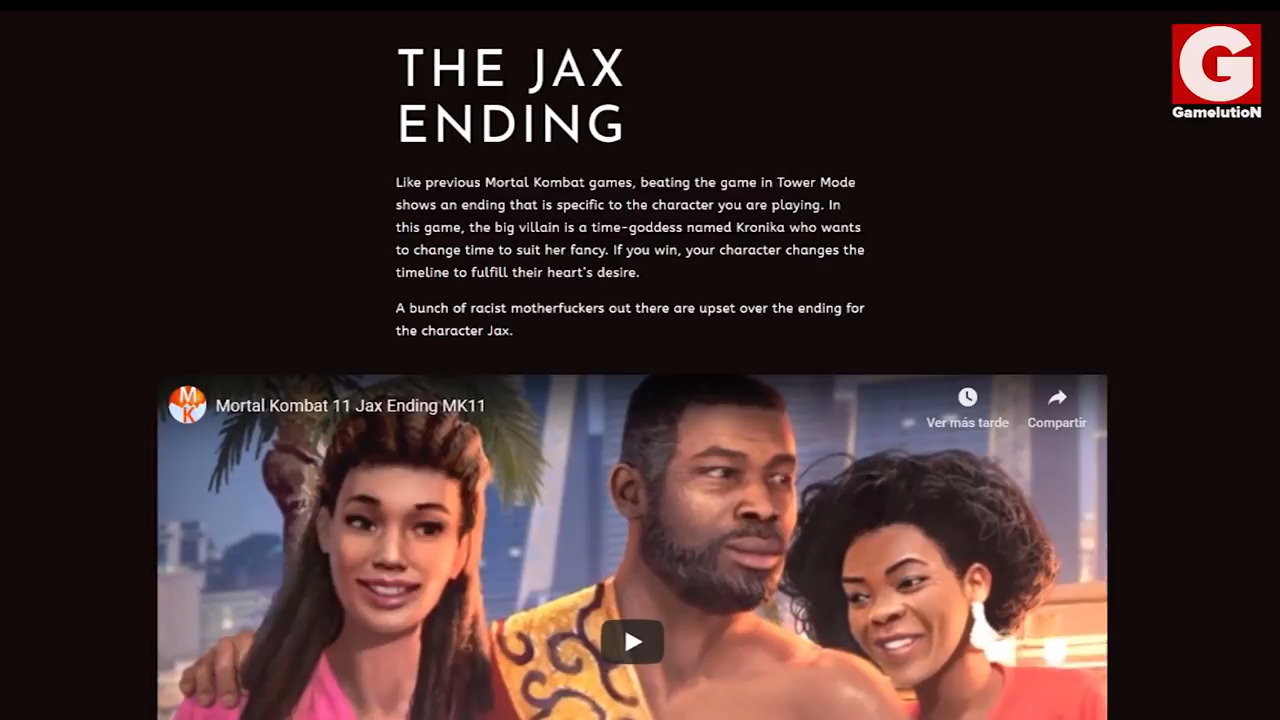 THE JAX
ENDING
G
GamelutioN
Like previous Mortal Kombat games, beating the game in Tower Mode
shows an ending that is specific to the character you are playing. In
this game, the big villain is a time-goddess named Kronika who wants
to change time to suit her fancy. If you win, your character changes the
timeline to fulfill their heart's desire.
A bunch of racist motherfuckers out there are upset over the ending for
the character Jax.
MK
Mortal Kombat 11 Jax Ending MK11
Ver más tarde
Compartir